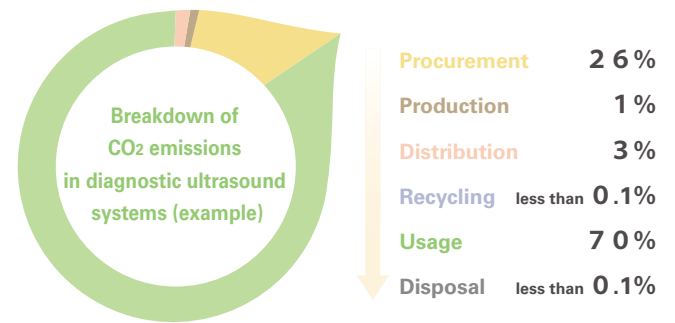 Breakdown of
CO2 emissions
in diagnostic ultrasound
systems (example)
Procurement 26%
Production 1%
Distribution 3%
Recycling less than 0.1%
Usage 70%
Disposal less than 0.1%